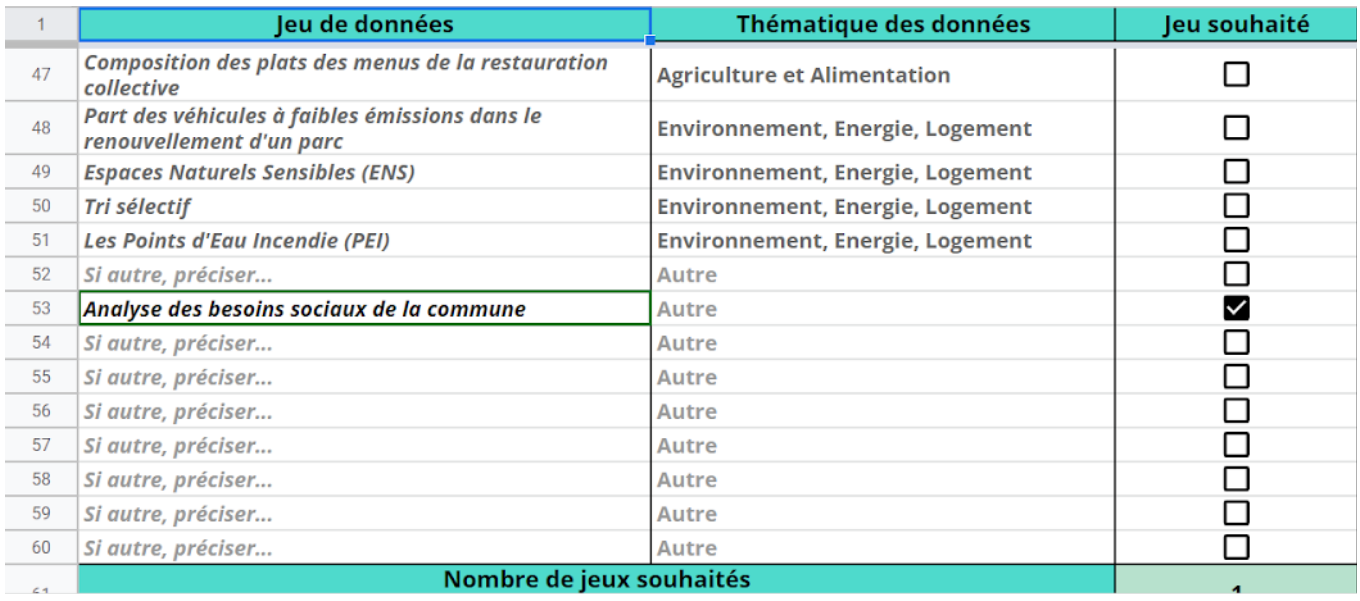 1 Jeu de données Thématique des données Jeu souhaité
47 Composition des plats des menus de la restauration
collective Agriculture et Alimentation
48 Part des véhicules à faibles émissions dans le
renouvellement d'un parc Environnement, Energie, Logement
49 Espaces Naturels Sensibles (ENS) Environnement, Energie, Logement
50 Tri sélectif Environnement, Energie, Logement
51 Les Points d'Eau Incendie (PEI) Environnement, Energie, Logement
52 Si autre, préciser... Autre
53 Analyse des besoins sociaux de la commune Autre
54 Si autre, préciser... Autre
55 Si autre, préciser... Autre
56 Si autre, préciser... Autre
57 Si autre, préciser... Autre
58 Si autre, préciser... Autre
59 Si autre, préciser... Autre
60 Si autre, préciser... Autre
61 Nombre de jeux souhaités 1